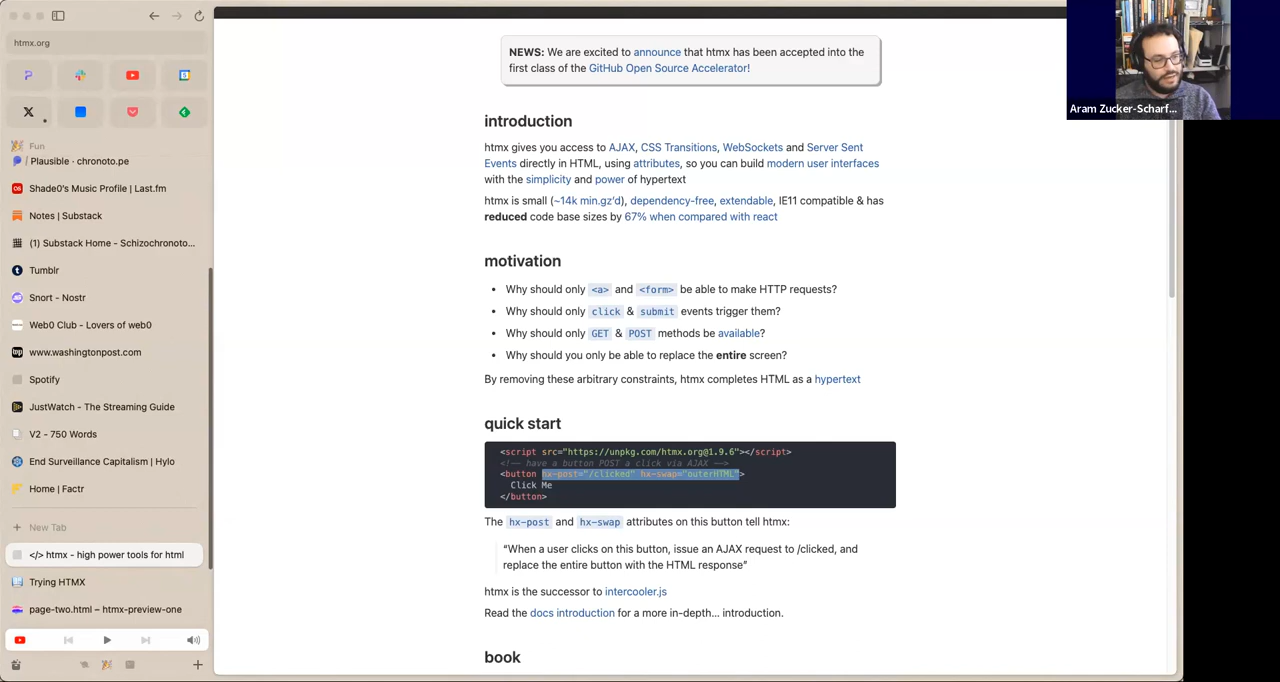 htmx.org
Fun
/ Plausible · chronoto.pe
Shade0's Music Profile | Last.fm
Notes | Substack
(1) Substack Home - Schizochronoto...
Tumblr
Snort - Nostr
Web0 Club - Lovers of web0
www.washingtonpost.com
Spotify
JustWatch - The Streaming Guide
V2 - 750 Words
End Surveillance Capitalism | Hylo
Home | Factr
New Tab
</> htmx - high power tools for html
Trying HTMX
page-two.html – htmx-preview-one
NEWS: We are excited to announce that htmx has been accepted into the
first class of the GitHub Open Source Accelerator!
introduction
htmx gives you access to AJAX, CSS Transitions, WebSockets and Server Sent
Events directly in HTML, using attributes, so you can build modern user interfaces
with the simplicity and power of hypertext
htmx is small (~14k min.gz'd), dependency-free, extendable, IE11 compatible & has
reduced code base sizes by 67% when compared with react
motivation
• Why should only <a> and <form> be able to make HTTP requests?
• Why should only click & submit events trigger them?
• Why should only GET & POST methods be available?
• Why should you only be able to replace the entire screen?
By removing these arbitrary constraints, htmx completes HTML as a hypertext
quick start
<script src="https://unpkg.com/htmx.org@1.9.6"></script>
<!-- have a button POST a click via AJAX -->
<button hx-post="/clicked" hx-swap="outerHTML">
Click Me
</button>
The hx-post and hx-swap attributes on this button tell htmx:
“When a user clicks on this button, issue an AJAX request to /clicked, and
replace the entire button with the HTML response”
htmx is the successor to intercooler.js
Read the docs introduction for a more in-depth... introduction.
book
Aram Zucker-Scharf...